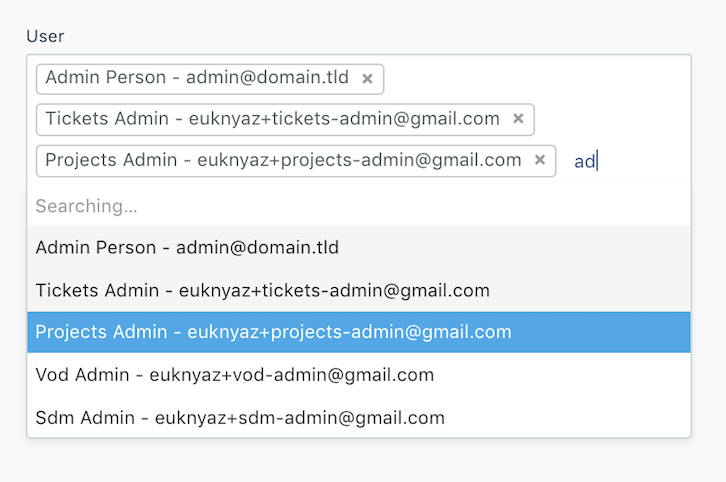 User
Admin Person - admin@domain.tld ×
Tickets Admin - euknyaz+tickets-admin@gmail.com ×
Projects Admin - euknyaz+projects-admin@gmail.com × ad
Searching...
Admin Person - admin@domain.tld
Tickets Admin - euknyaz+tickets-admin@gmail.com
Projects Admin - euknyaz+projects-admin@gmail.com
Vod Admin - euknyaz+vod-admin@gmail.com
Sdm Admin - euknyaz+sdm-admin@gmail.com